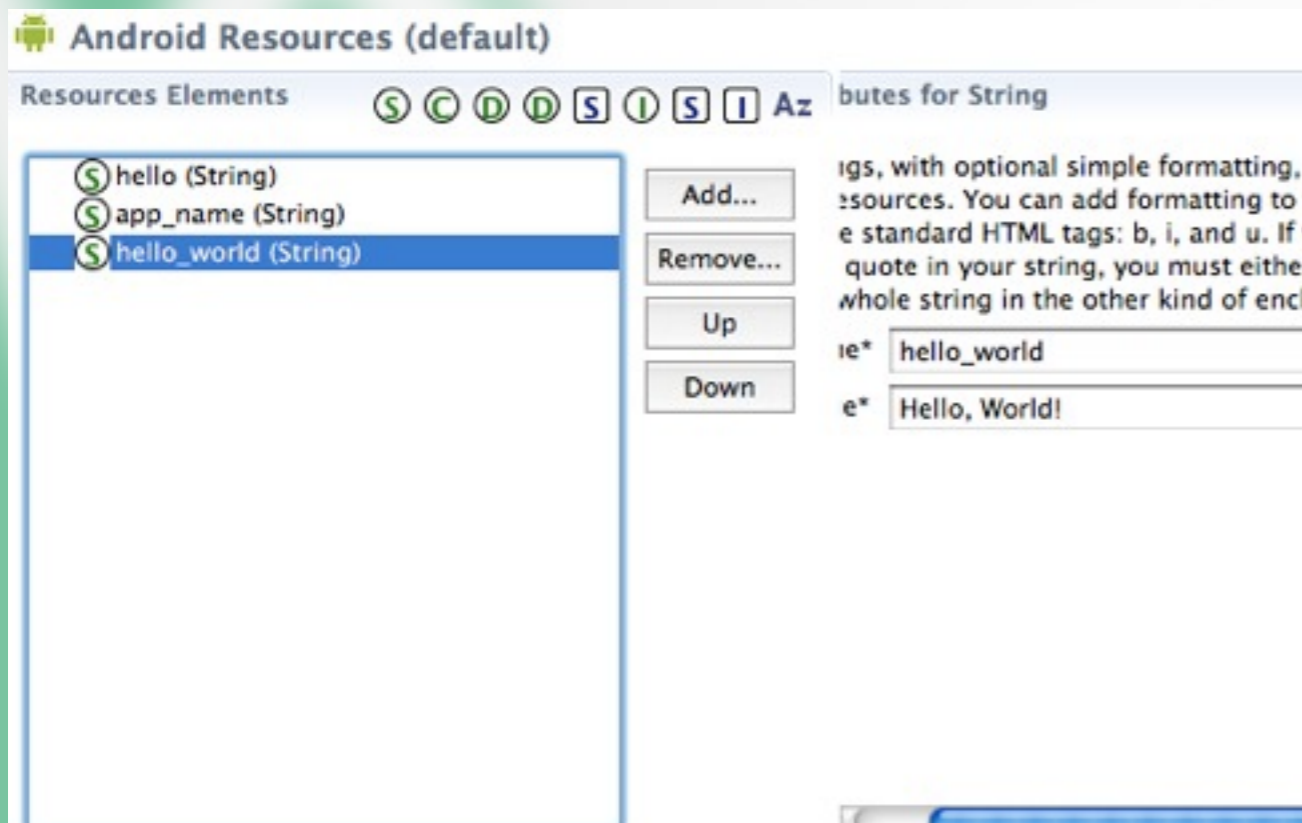 Android Resources (default)
Resources Elements
S C D D S I S I Az
S hello (String)
S app_name (String)
S hello_world (String)
Add...
Remove...
Up
Down
butes for String
igs, with optional simple formatting,
esources. You can add formatting to
e standard HTML tags: b, i, and u. If
quote in your string, you must eithe
whole string in the other kind of encl
e* hello_world
e* Hello, World!